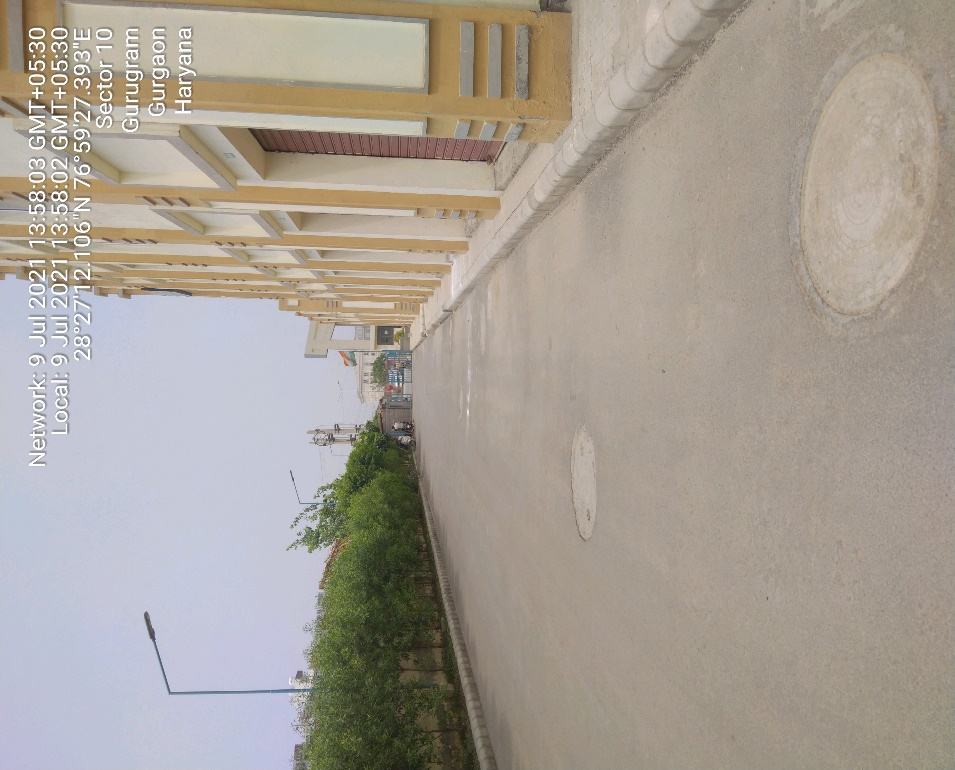 Network: 9 Jul 2021 13:58:03 GMT+05:30
Local: 9 Jul 2021 13:58:02 GMT+05:30
28°27'12.106"N 76°59'27.393"E
Sector 10
Gurugram
Gurgaon
Haryana